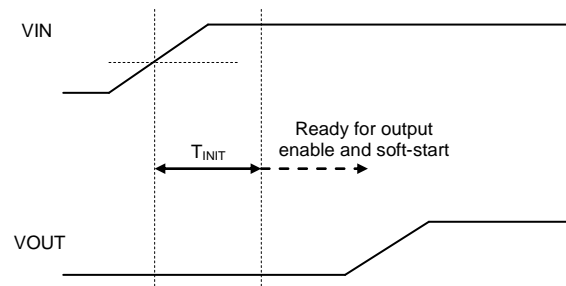 VIN
Ready for output
enable and soft-start
TINIT
VOUT